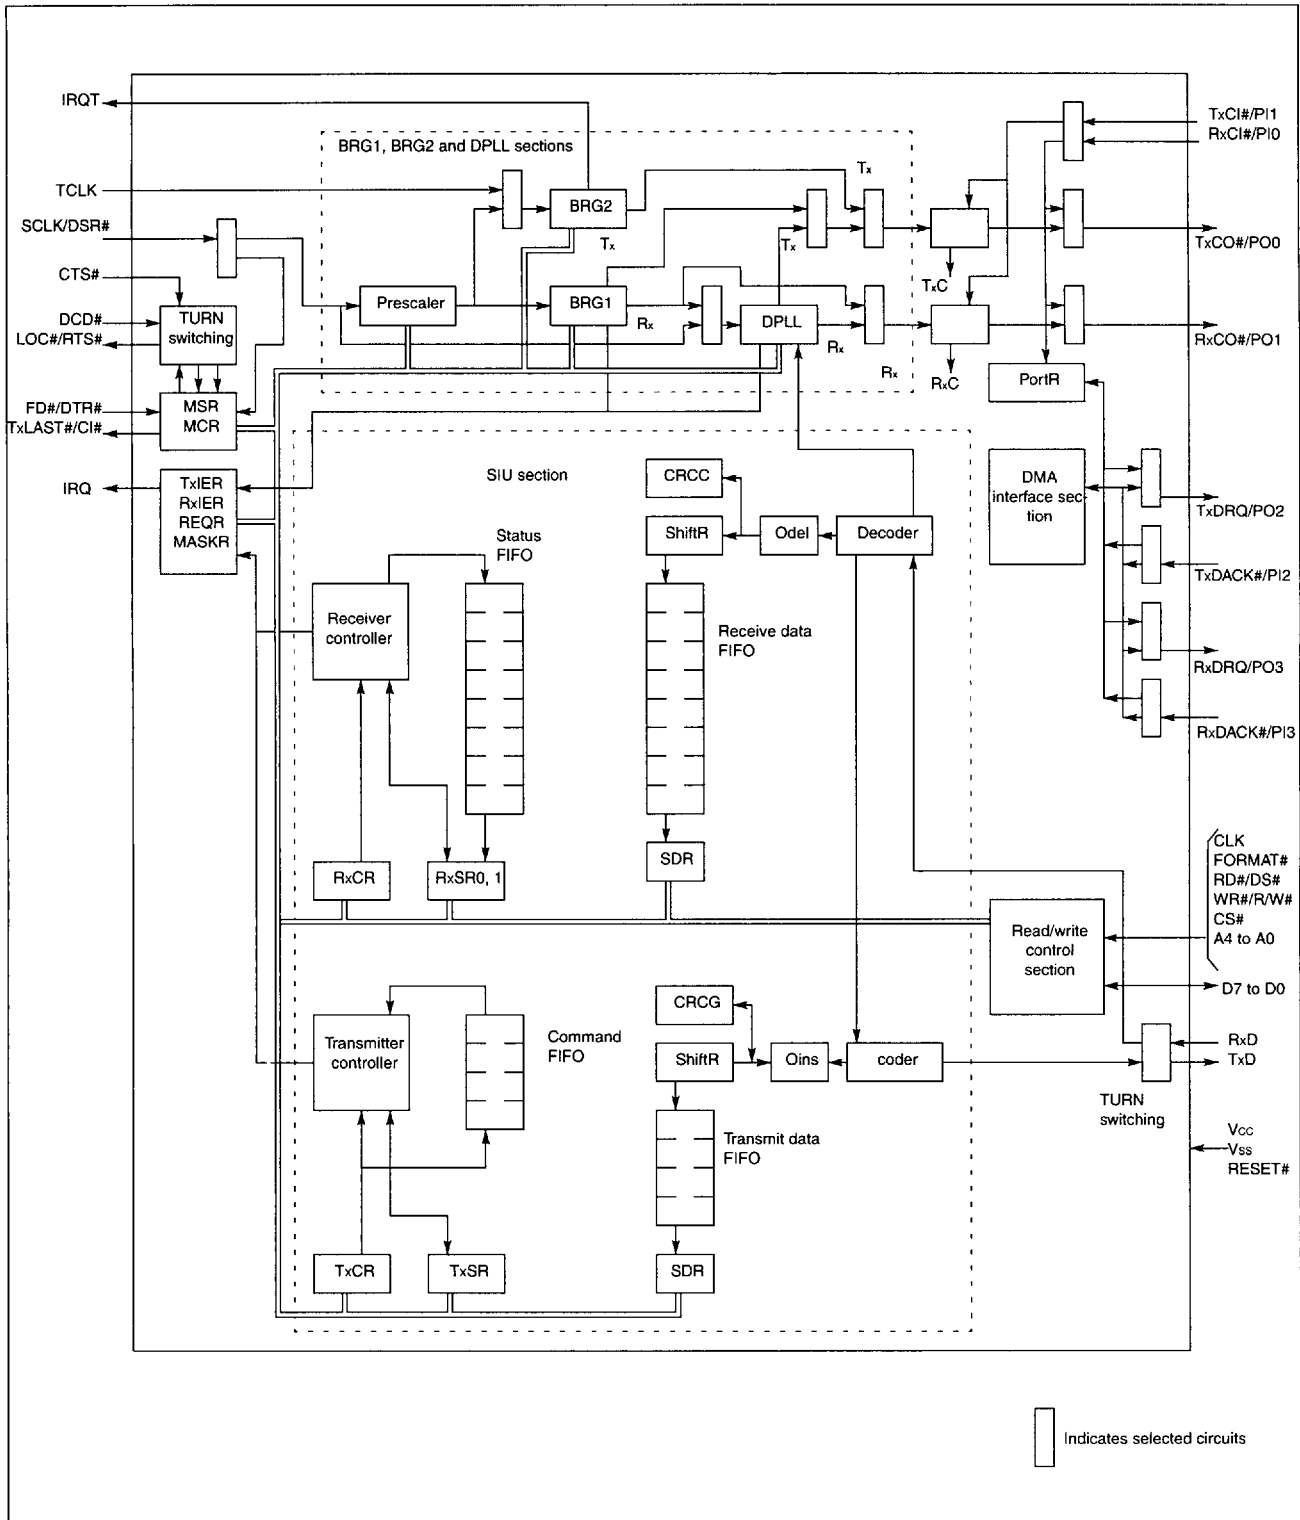 IRQT
TCLK
SCLK/DSR#
CTS#
DCD#
LOC#/RTS#
FD#/DTR#
TxLAST#/CI#
IRQ
TURN
switching
MSR
MCR
TxIER
RxIER
REQR
MASKR
BRG1, BRG2 and DPLL sections
BRG2
Tx
Tx
Tx
Prescaler
BRG1
Rx
DPLL
Rx
Rx
TxC
RxC
TxCI#/PI1
RxCI#/PI0
TxCO#/PO0
RxCO#/PO1
PortR
DMA
interface sec-
tion
TxDRQ/PO2
TxDACK#/PI2
RxDRQ/PO3
RxDACK#/PI3
SIU section
CRCC
ShiftR
Odel
Decoder
Status
FIFO
Receiver
controller
Receive data
FIFO
RxCR
RxSR0, 1
SDR
Read/write
control
section
CLK
FORMAT#
RD#/DS#
WR#/R/W#
CS#
A4 to A0
D7 to D0
RxD
TxD
TURN
switching
Vcc
Vss
RESET#
Transmitter
controller
Command
FIFO
CRCG
ShiftR
Oins
coder
Transmit data
FIFO
TxCR
TxSR
SDR
Indicates selected circuits